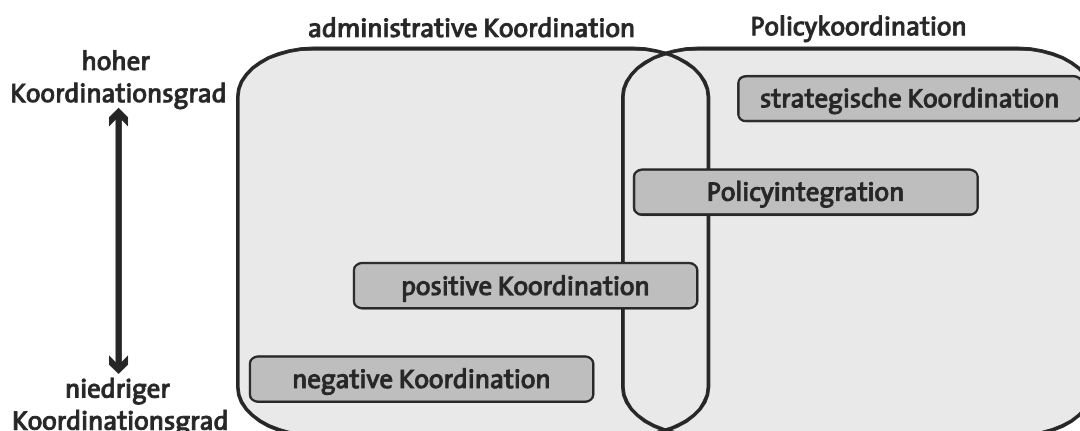 administrative Koordination
Policykoordination
hoher
Koordinationsgrad
strategische Koordination
Policyintegration
positive Koordination
negative Koordination
niedriger
Koordinationsgrad